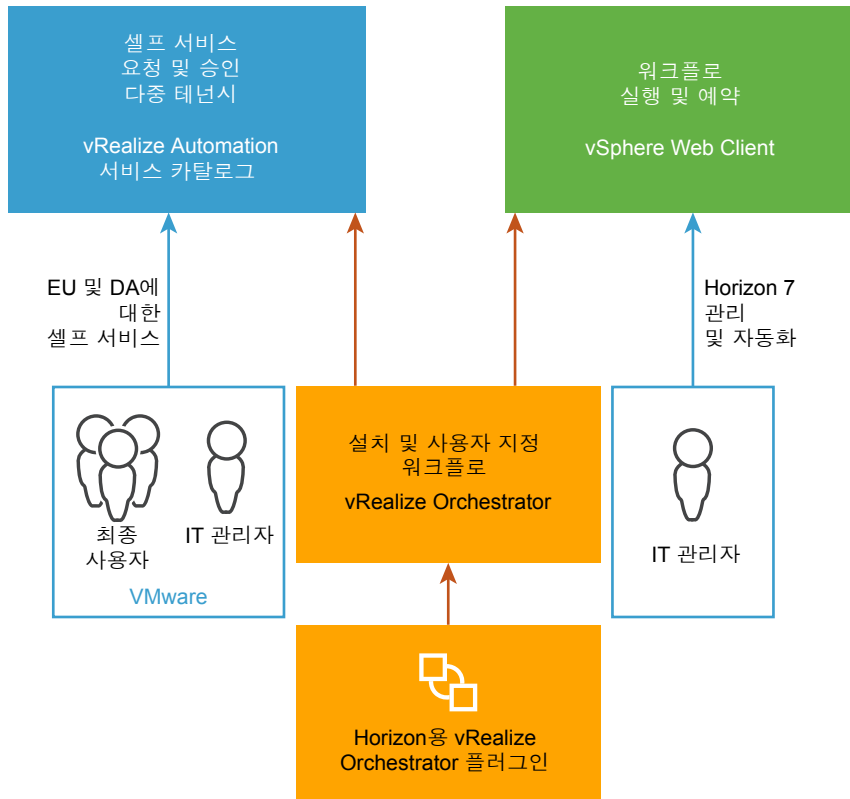 셀프 서비스
요청 및 승인
다중 테넌시
vRealize Automation
서비스 카탈로그
워크플로
실행 및 예약
vSphere Web Client
EU 및 DA에
대한
셀프 서비스
Horizon 7
관리
및 자동화
최종
사용자
IT 관리자
VMware
설치 및 사용자 지정
워크플로
vRealize Orchestrator
IT 관리자
Horizon용 vRealize
Orchestrator 플러그인